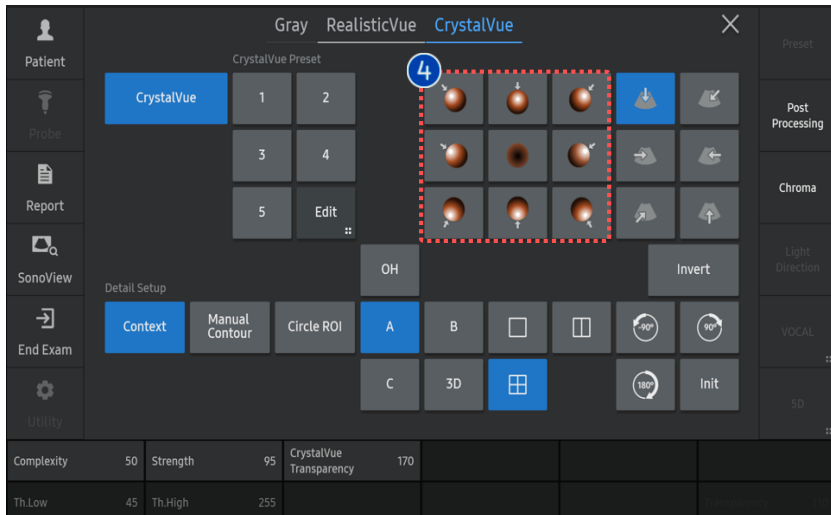 Gray RealisticVue CrystalVue
Patient
Probe
Report
SonoView
End Exam
Utility
CrystalVue Preset
4
CrystalVue 1 2
3 4
5 Edit
OH Invert
Detail Setup
Context Manual Contour Circle ROI A B -90° 90°
C 3D 180° Init
Preset
Post
Processing
Chroma
Light
Direction
VOCAL
5D
Complexity 50 Strength 95 CrystalVue Transparency 170
Th.Low 45 Th.High 255 Transparency